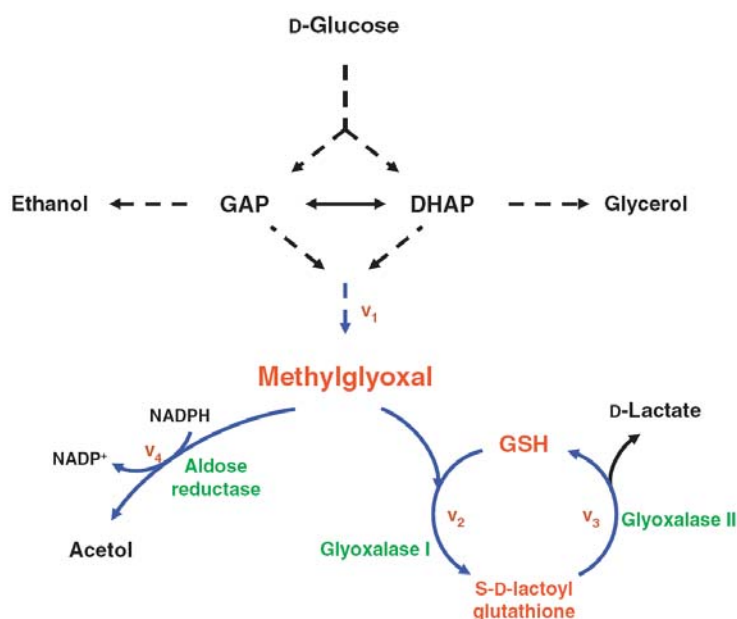 D-Glucose
Ethanol
GAP
DHAP
Glycerol
v1
Methylglyoxal
NADPH
NADP+
v4
Aldose
reductase
Acetol
D-Lactate
GSH
v2
v3
Glyoxalase I
Glyoxalase II
S-D-lactoyl
glutathione